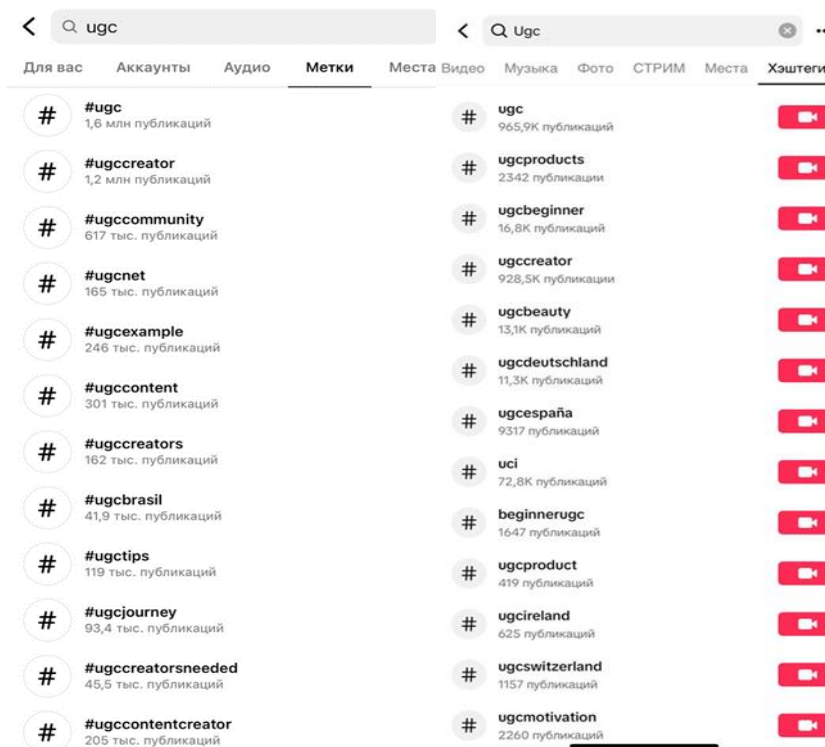 ugc
Для вас Аккаунты Аудио Метки Места
#ugc
1,6 млн публикаций
#ugccreator
1,2 млн публикаций
#ugccommunity
617 тыс. публикаций
#ugcnet
165 тыс. публикаций
#ugcexample
246 тыс. публикаций
#ugccontent
301 тыс. публикаций
#ugccreators
162 тыс. публикаций
#ugcbrasil
41,9 тыс. публикаций
#ugctips
119 тыс. публикаций
#ugcjourney
93,4 тыс. публикаций
#ugccreatorsneeded
45,5 тыс. публикаций
#ugccontentcreator
205 тыс. публикаций
Ugc
Видео Музыка Фото СТРИМ Места Хэштеги
ugc
965,9K публикаций
ugcproducts
2342 публикации
ugcbeginner
16,8K публикаций
ugccreator
928,5K публикации
ugcbeauty
13,1K публикаций
ugcdeutschland
11,3K публикаций
ugcespaña
9317 публикаций
uci
72,8K публикаций
beginnerugc
1647 публикаций
ugcproduct
419 публикаций
ugcireland
625 публикаций
ugcswitzerland
1157 публикаций
ugcmotivation
2260 публикаций